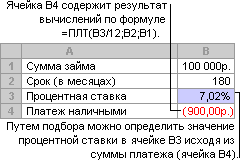 Ячейка B4 содержит результат
вычислений по формуле
=ПЛТ(B3/12;B2;B1).
A B
1 Сумма займа 100 000р.
2 Срок (в месяцах) 180
3 Процентная ставка 7,02%
4 Платеж наличными (900,00р.)
Путем подбора можно определить значение
процентной ставки в ячейке B3 исходя из
суммы платежа (ячейка B4).